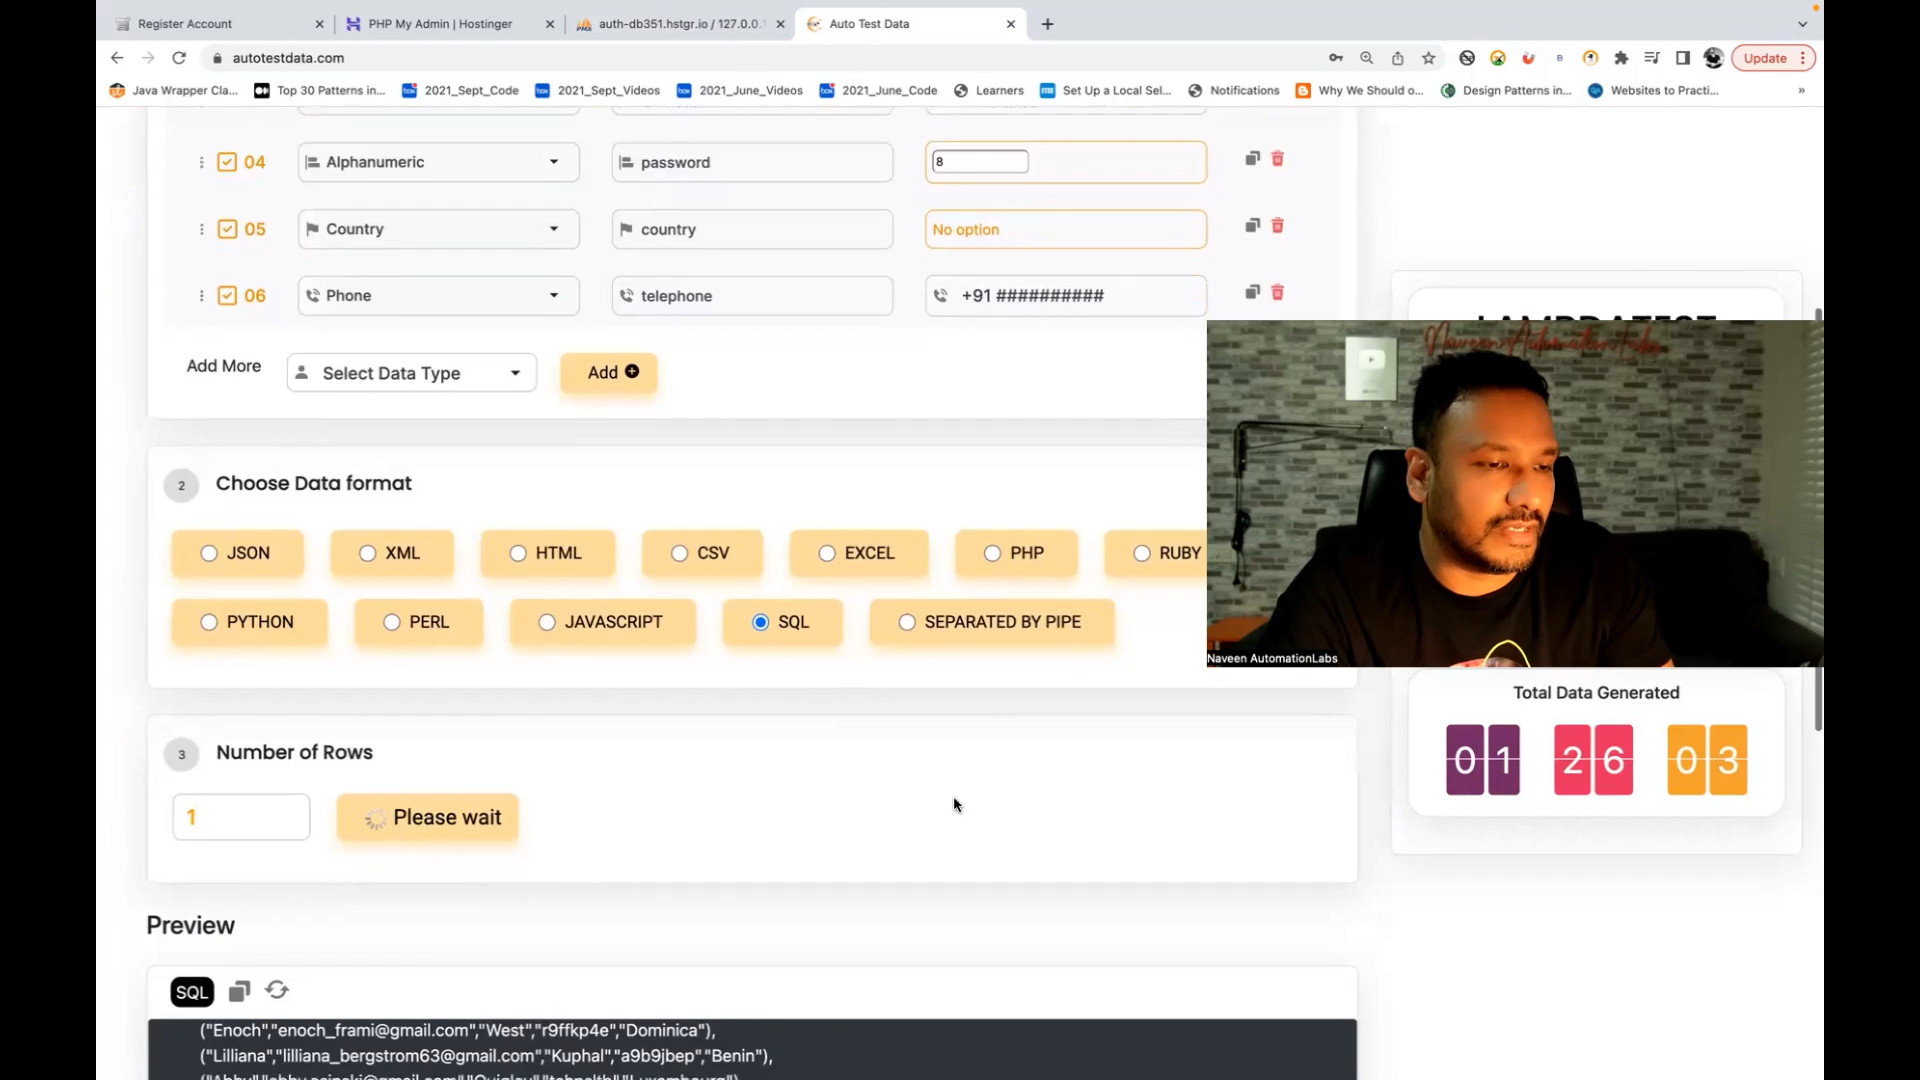 Register Account
PHP My Admin | Hostinger
auth-db351.hstgr.io / 127.0.0.1
Auto Test Data
autotestdata.com
Update
Java Wrapper Cla...
Top 30 Patterns in...
2021_Sept_Code
2021_Sept_Videos
2021_June_Videos
2021_June_Code
Learners
Set Up a Local Sel...
Notifications
Why We Should o...
Design Patterns in...
Websites to Practi...
»
04
Alphanumeric
password
8
05
Country
country
No option
06
Phone
telephone
+91 ##########
LAMBDATEST
Naveen Automation Labs
Add More
Select Data Type
Add
2
Choose Data format
JSON
XML
HTML
CSV
EXCEL
PHP
RUBY
PYTHON
PERL
JAVASCRIPT
SQL
SEPARATED BY PIPE
Naveen AutomationLabs
Total Data Generated
01 26 03
3
Number of Rows
1
Please wait
Preview
SQL
("Enoch","enoch_frami@gmail.com","West","r9ffkp4e","Dominica"),
("Lilliana","lilliana_bergstrom63@gmail.com","Kuphal","a9b9jbep","Benin"),